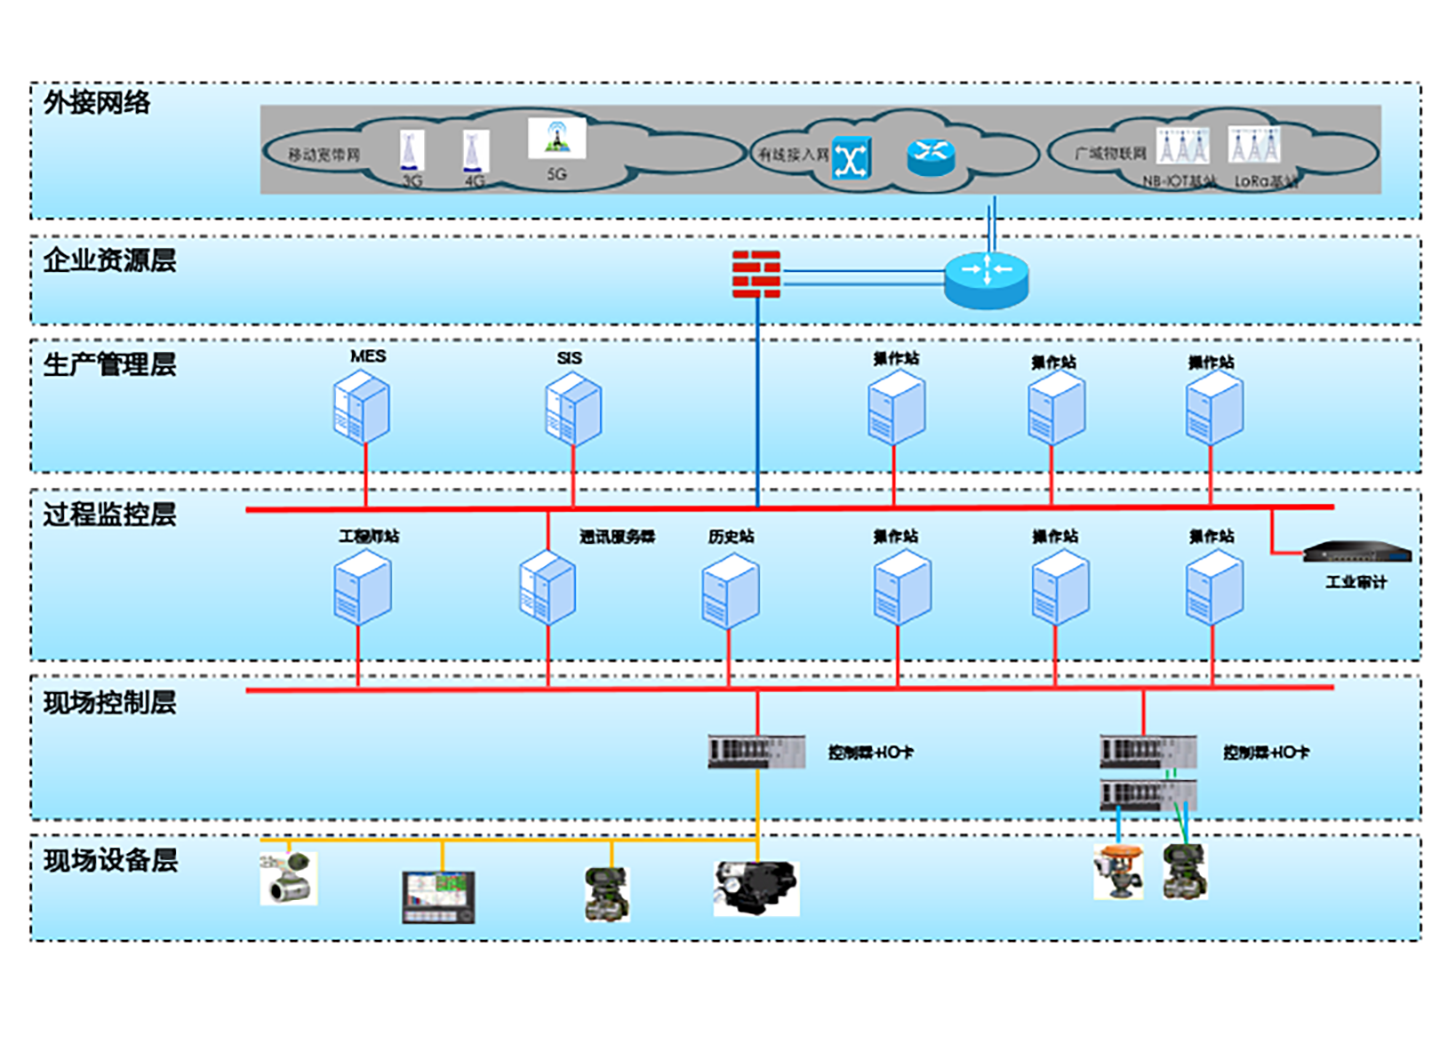 外接网络
移动宽带网
3G
4G
5G
有线接入网
广域物联网
NB-IOT基站
LoRa基站
企业资源层
生产管理层
MES
SIS
操作站
操作站
操作站
过程监控层
工程师站
通讯服务器
历史站
操作站
操作站
操作站
工业审计
现场控制层
控制器+IO卡
控制器+IO卡
现场设备层